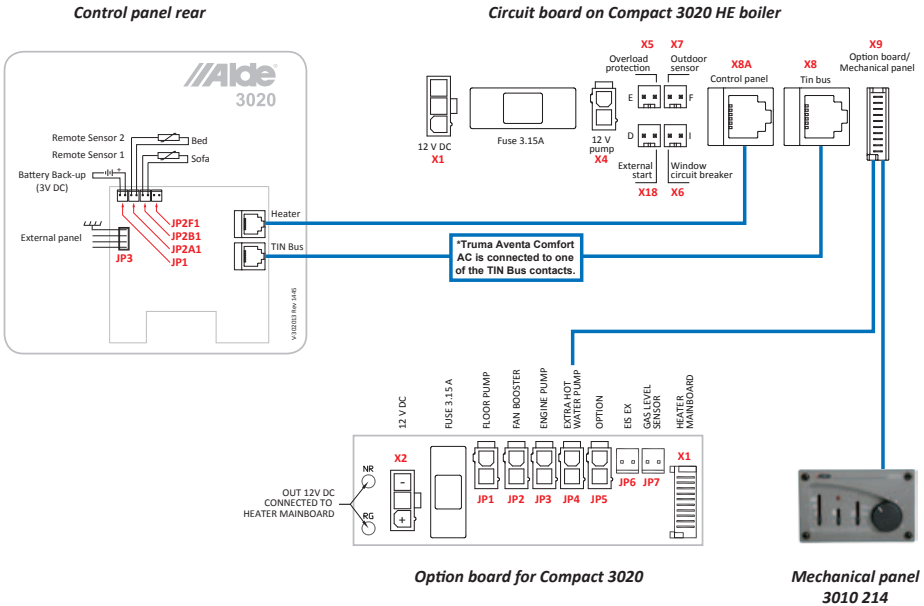 Control panel rear
Circuit board on Compact 3020 HE boiler
Alde
3020
Remote Sensor 2
Bed
Remote Sensor 1
Sofa
Battery Back-up
(3V DC)
+
JP2F1
JP2B1
JP2A1
JP1
External panel
JP3
Heater
TIN Bus
V-302013 Rev 1445
12 V DC
X1
Fuse 3.15A
12 V
pump
X4
X5
Overload
protection
X7
Outdoor
sensor
E
F
D
I
External
start
X18
Window
circuit breaker
X6
X8A
Control panel
X8
Tin bus
X9
Option board/
Mechanical panel
*Truma Aventa Comfort
AC is connected to one
of the TIN Bus contacts.
12 V DC
FUSE 3.15 A
FLOOR PUMP
FAN BOOSTER
ENGINE PUMP
EXTRA HOT
WATER PUMP
OPTION
EIS EX
GAS LEVEL
SENSOR
HEATER
MAINBOARD
X2
-
+
NR
RG
OUT 12V DC
CONNECTED TO
HEATER MAINBOARD
JP1
JP2
JP3
JP4
JP5
JP6
JP7
X1
Option board for Compact 3020
Mechanical panel
3010 214